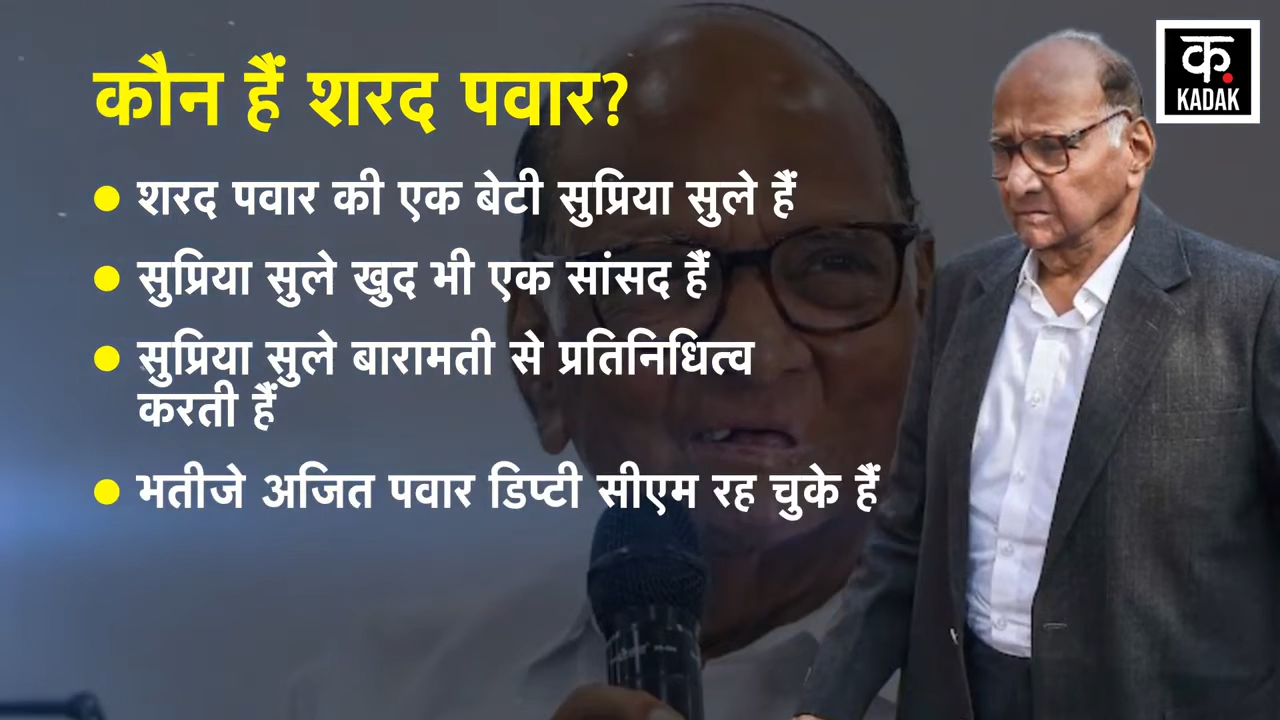 कौन हैं शरद पवार?
क
KADAK
शरद पवार की एक बेटी सुप्रिया सुले हैं
सुप्रिया सुले खुद भी एक सांसद हैं
सुप्रिया सुले बारामती से प्रतिनिधित्व
करती हैं
भतीजे अजित पवार डिप्टी सीएम रह चुके हैं